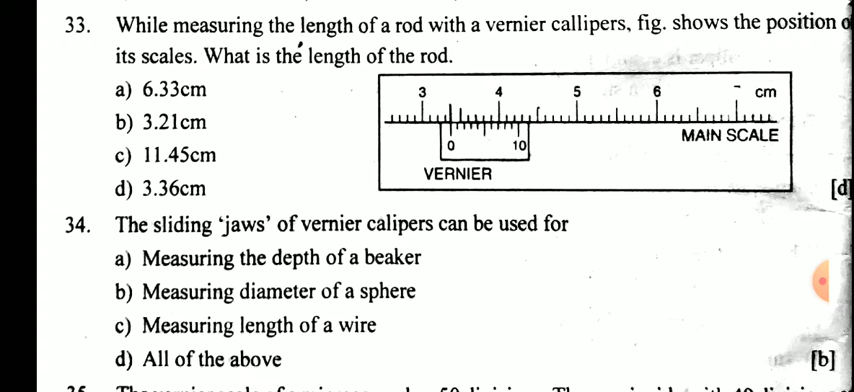 33. While measuring the length of a rod with a vernier callipers, fig. shows the position
its scales. What is the length of the rod.
a) 6.33cm
b) 3.21cm
c) 11.45cm
d) 3.36cm
3 4 5 6 cm
MAIN SCALE
0 10
VERNIER
[d]
34. The sliding ‘jaws’ of vernier calipers can be used for
a) Measuring the depth of a beaker
b) Measuring diameter of a sphere
c) Measuring length of a wire
d) All of the above
[b]